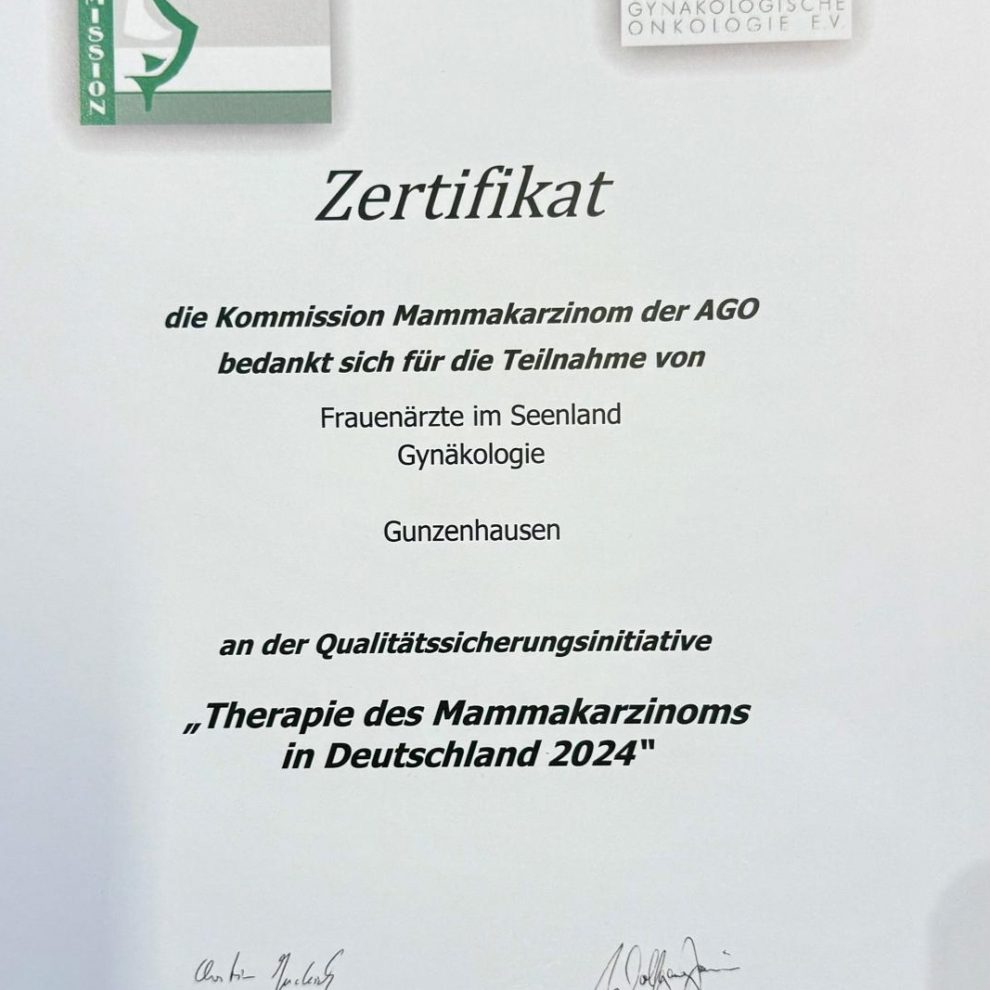 MISSION
GYNÄKOLOGISCHE
ONKOLOGIE E.V.
Zertifikat
die Kommission Mammakarzinom der AGO
bedankt sich für die Teilnahme von
Frauenärzte im Seenland
Gynäkologie
Gunzenhausen
an der Qualitätssicherungsinitiative
„Therapie des Mammakarzinoms
in Deutschland 2024"